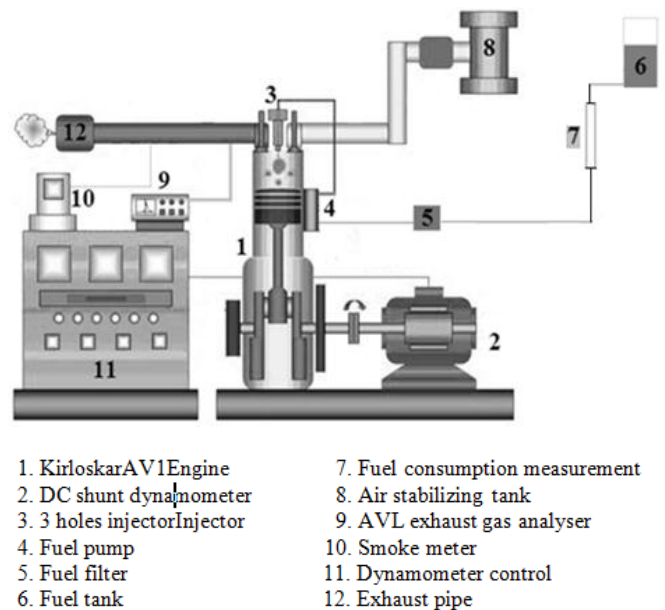 8
6
12
3
7
9
10
4
5
1
2
11
1. KirloskarAV1Engine
2. DC shunt dynamometer
3. 3 holes injectorInjector
4. Fuel pump
5. Fuel filter
6. Fuel tank
7. Fuel consumption measurement
8. Air stabilizing tank
9. AVL exhaust gas analyser
10. Smoke meter
11. Dynamometer control
12. Exhaust pipe